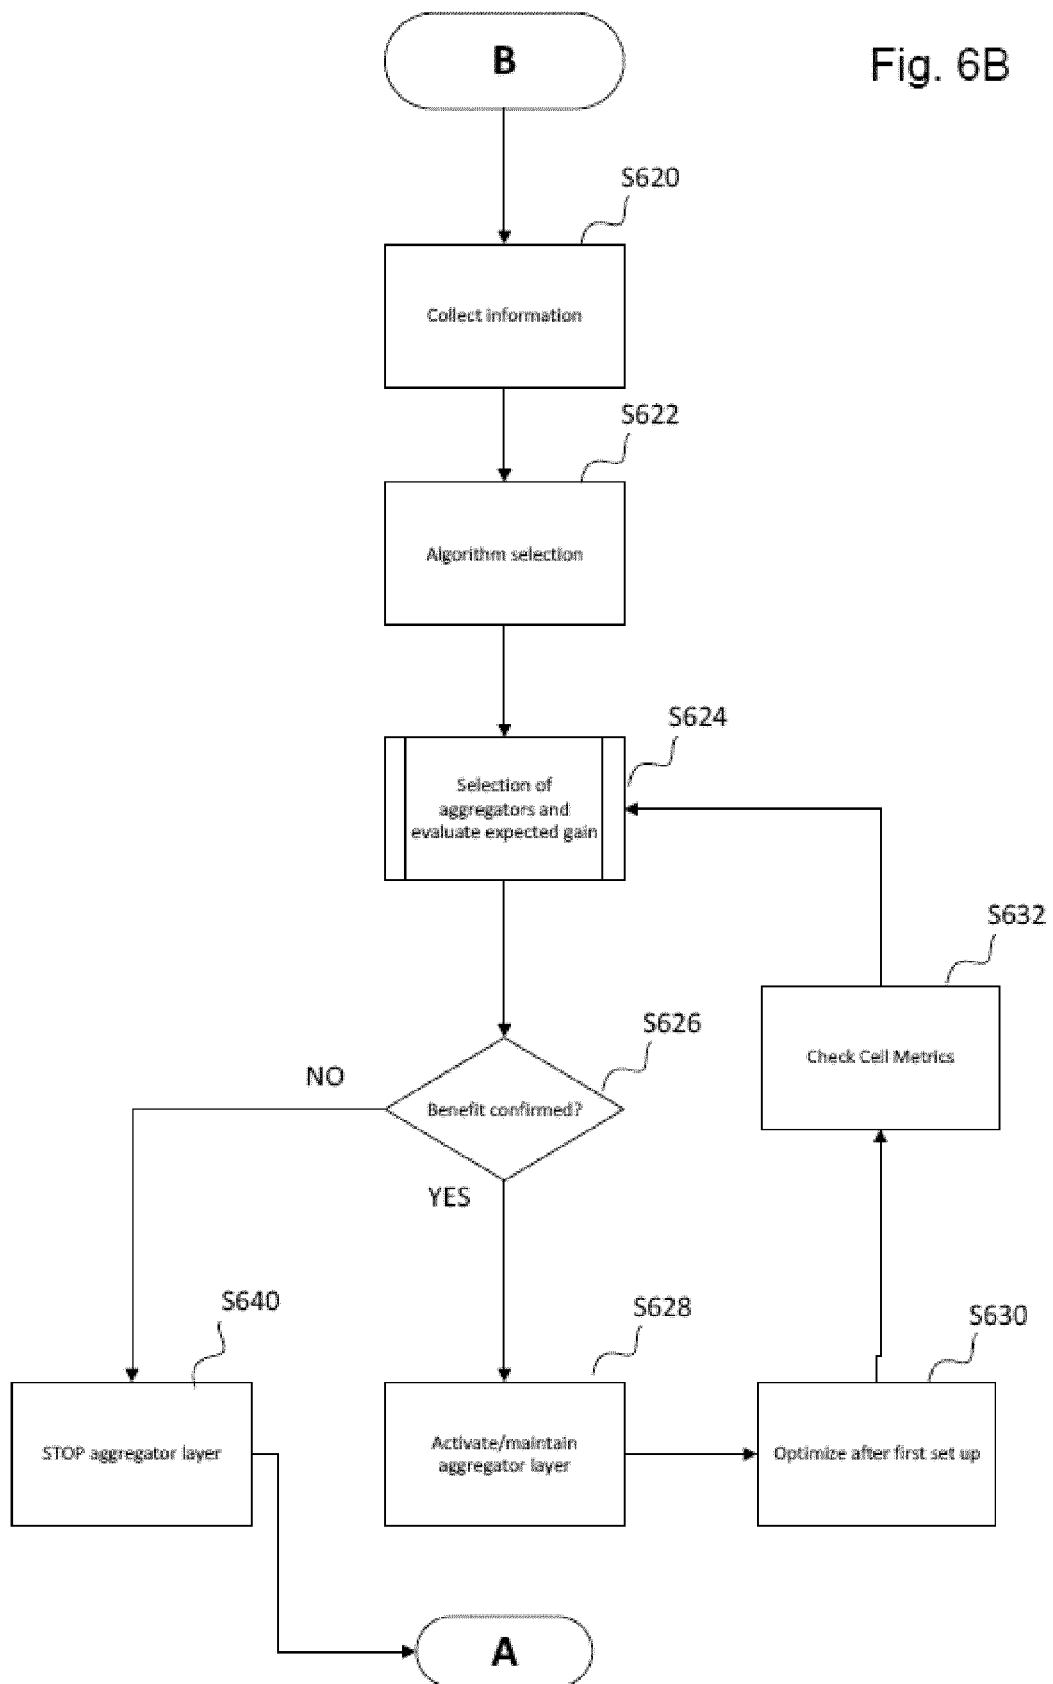 B
Fig. 6B
S620
Collect information
S622
Algorithm selection
S624
Selection of
aggregators and
evaluate expected gain
S632
Check Cell Metrics
S626
NO
Benefit confirmed?
YES
S640
S628
S630
STOP aggregator layer
Activate/maintain
aggregator layer
Optimize after first set up
A